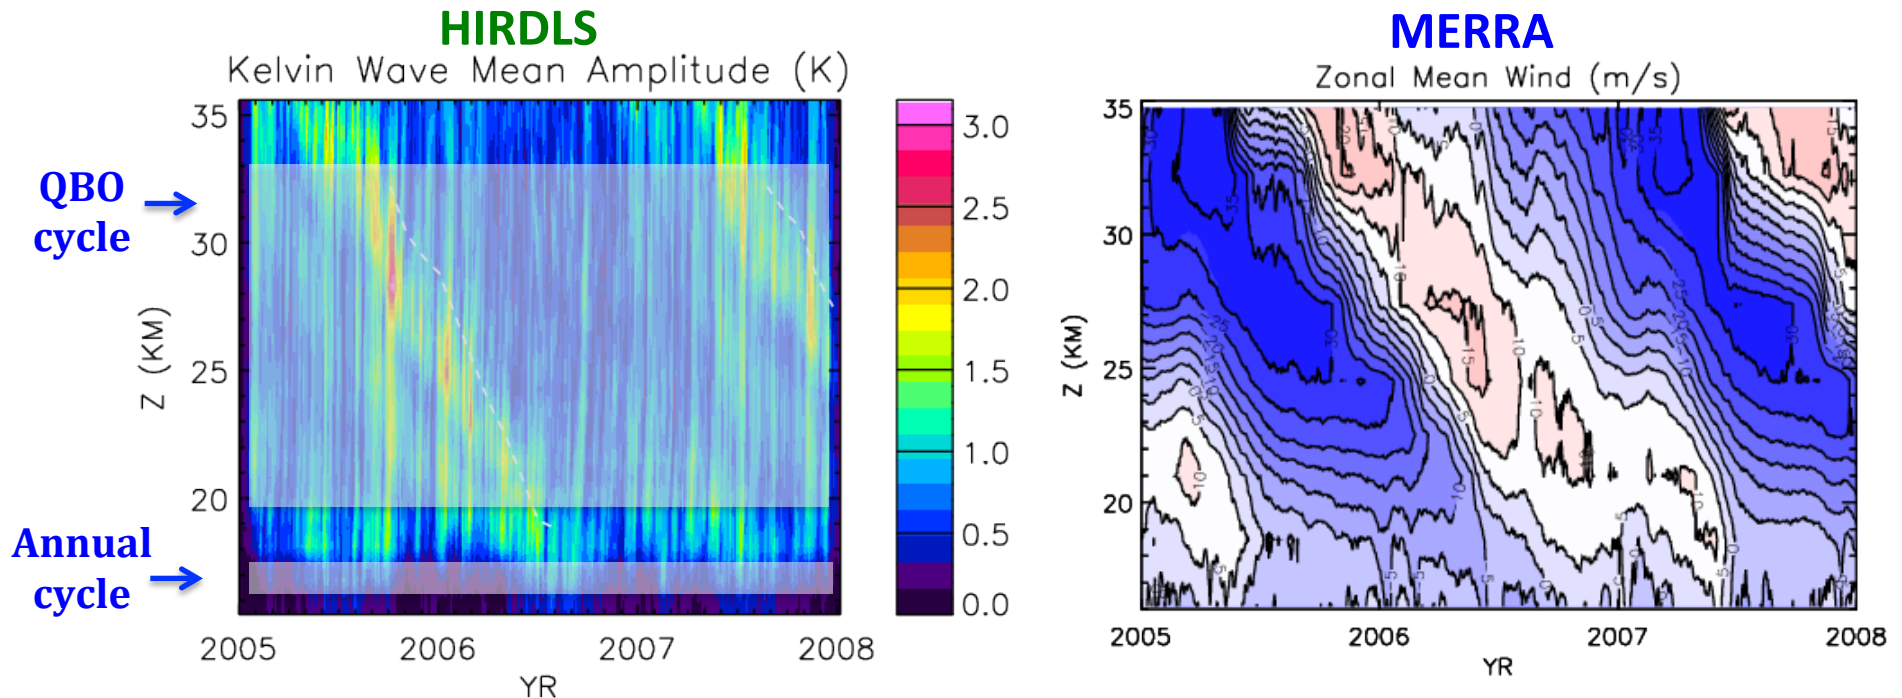 HIRDLS
Kelvin Wave Mean Amplitude (K)
QBO
cycle
Annual
cycle
35
30
25
20
Z (KM)
2005 2006 2007 2008
YR
3.0
2.5
2.0
1.5
1.0
0.5
0.0
MERRA
Zonal Mean Wind (m/s)
35
30
25
20
Z (KM)
2005 2006 2007 2008
YR